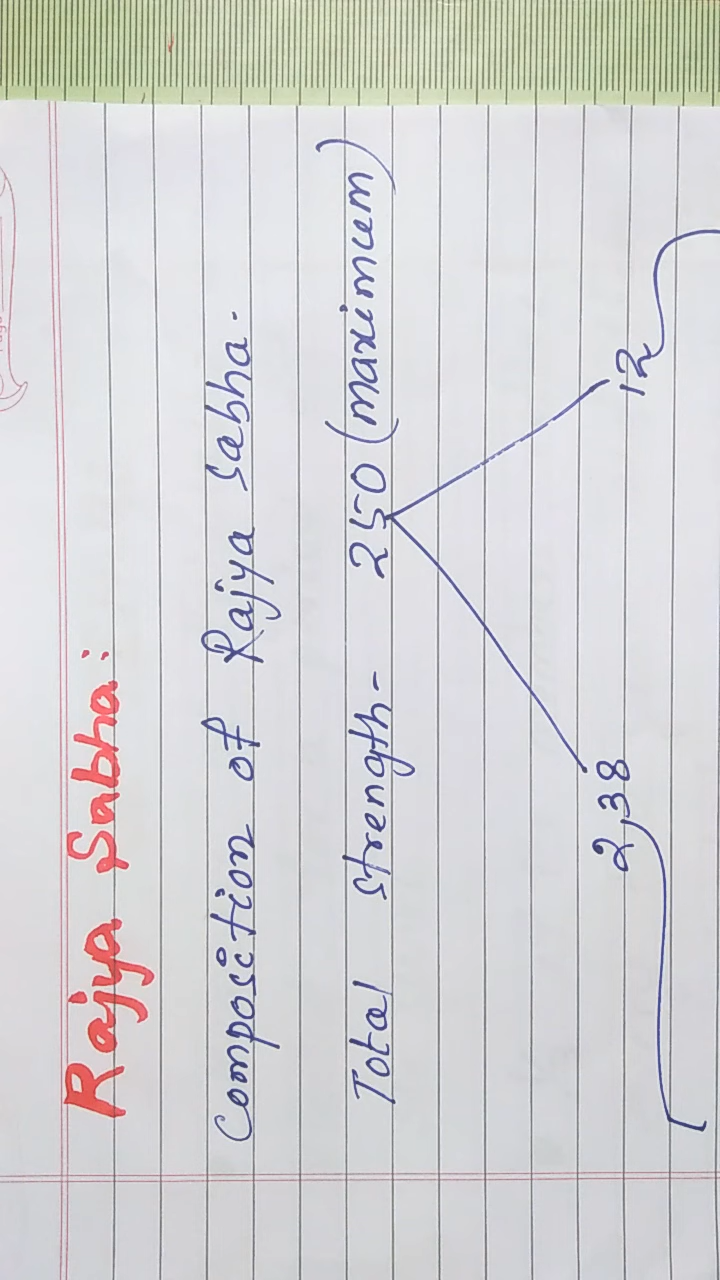 Rajya Sabha:
Composition of Rajya Sabha.
Total strength- 250 (maximum)
238 12